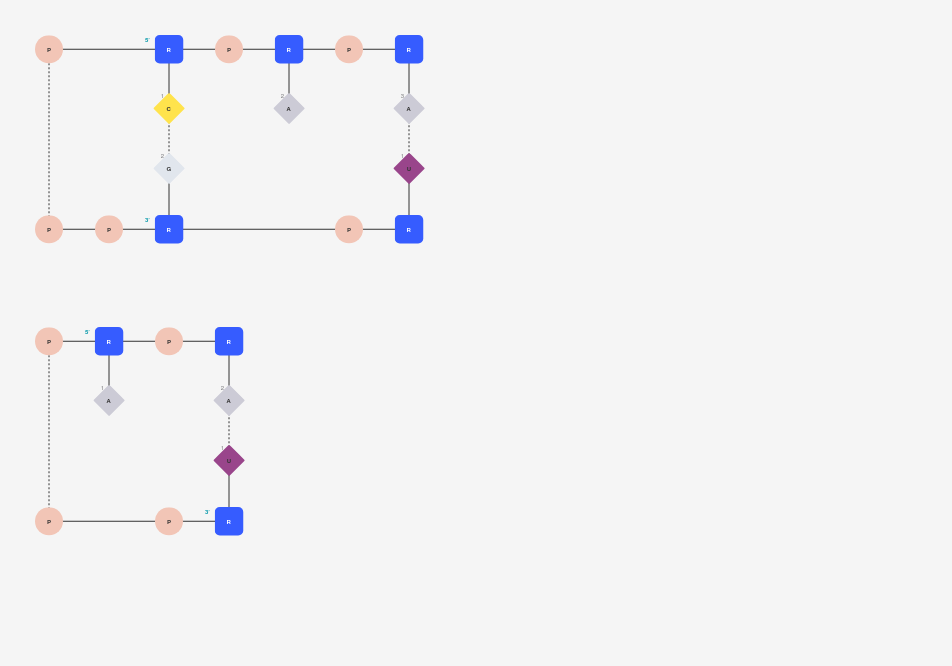 5'
P R P R P R
1 2 3
C A A
2 1
G U
3'
P P R P R
5'
P R P R
1 2
A A
1
U
3'
P P R